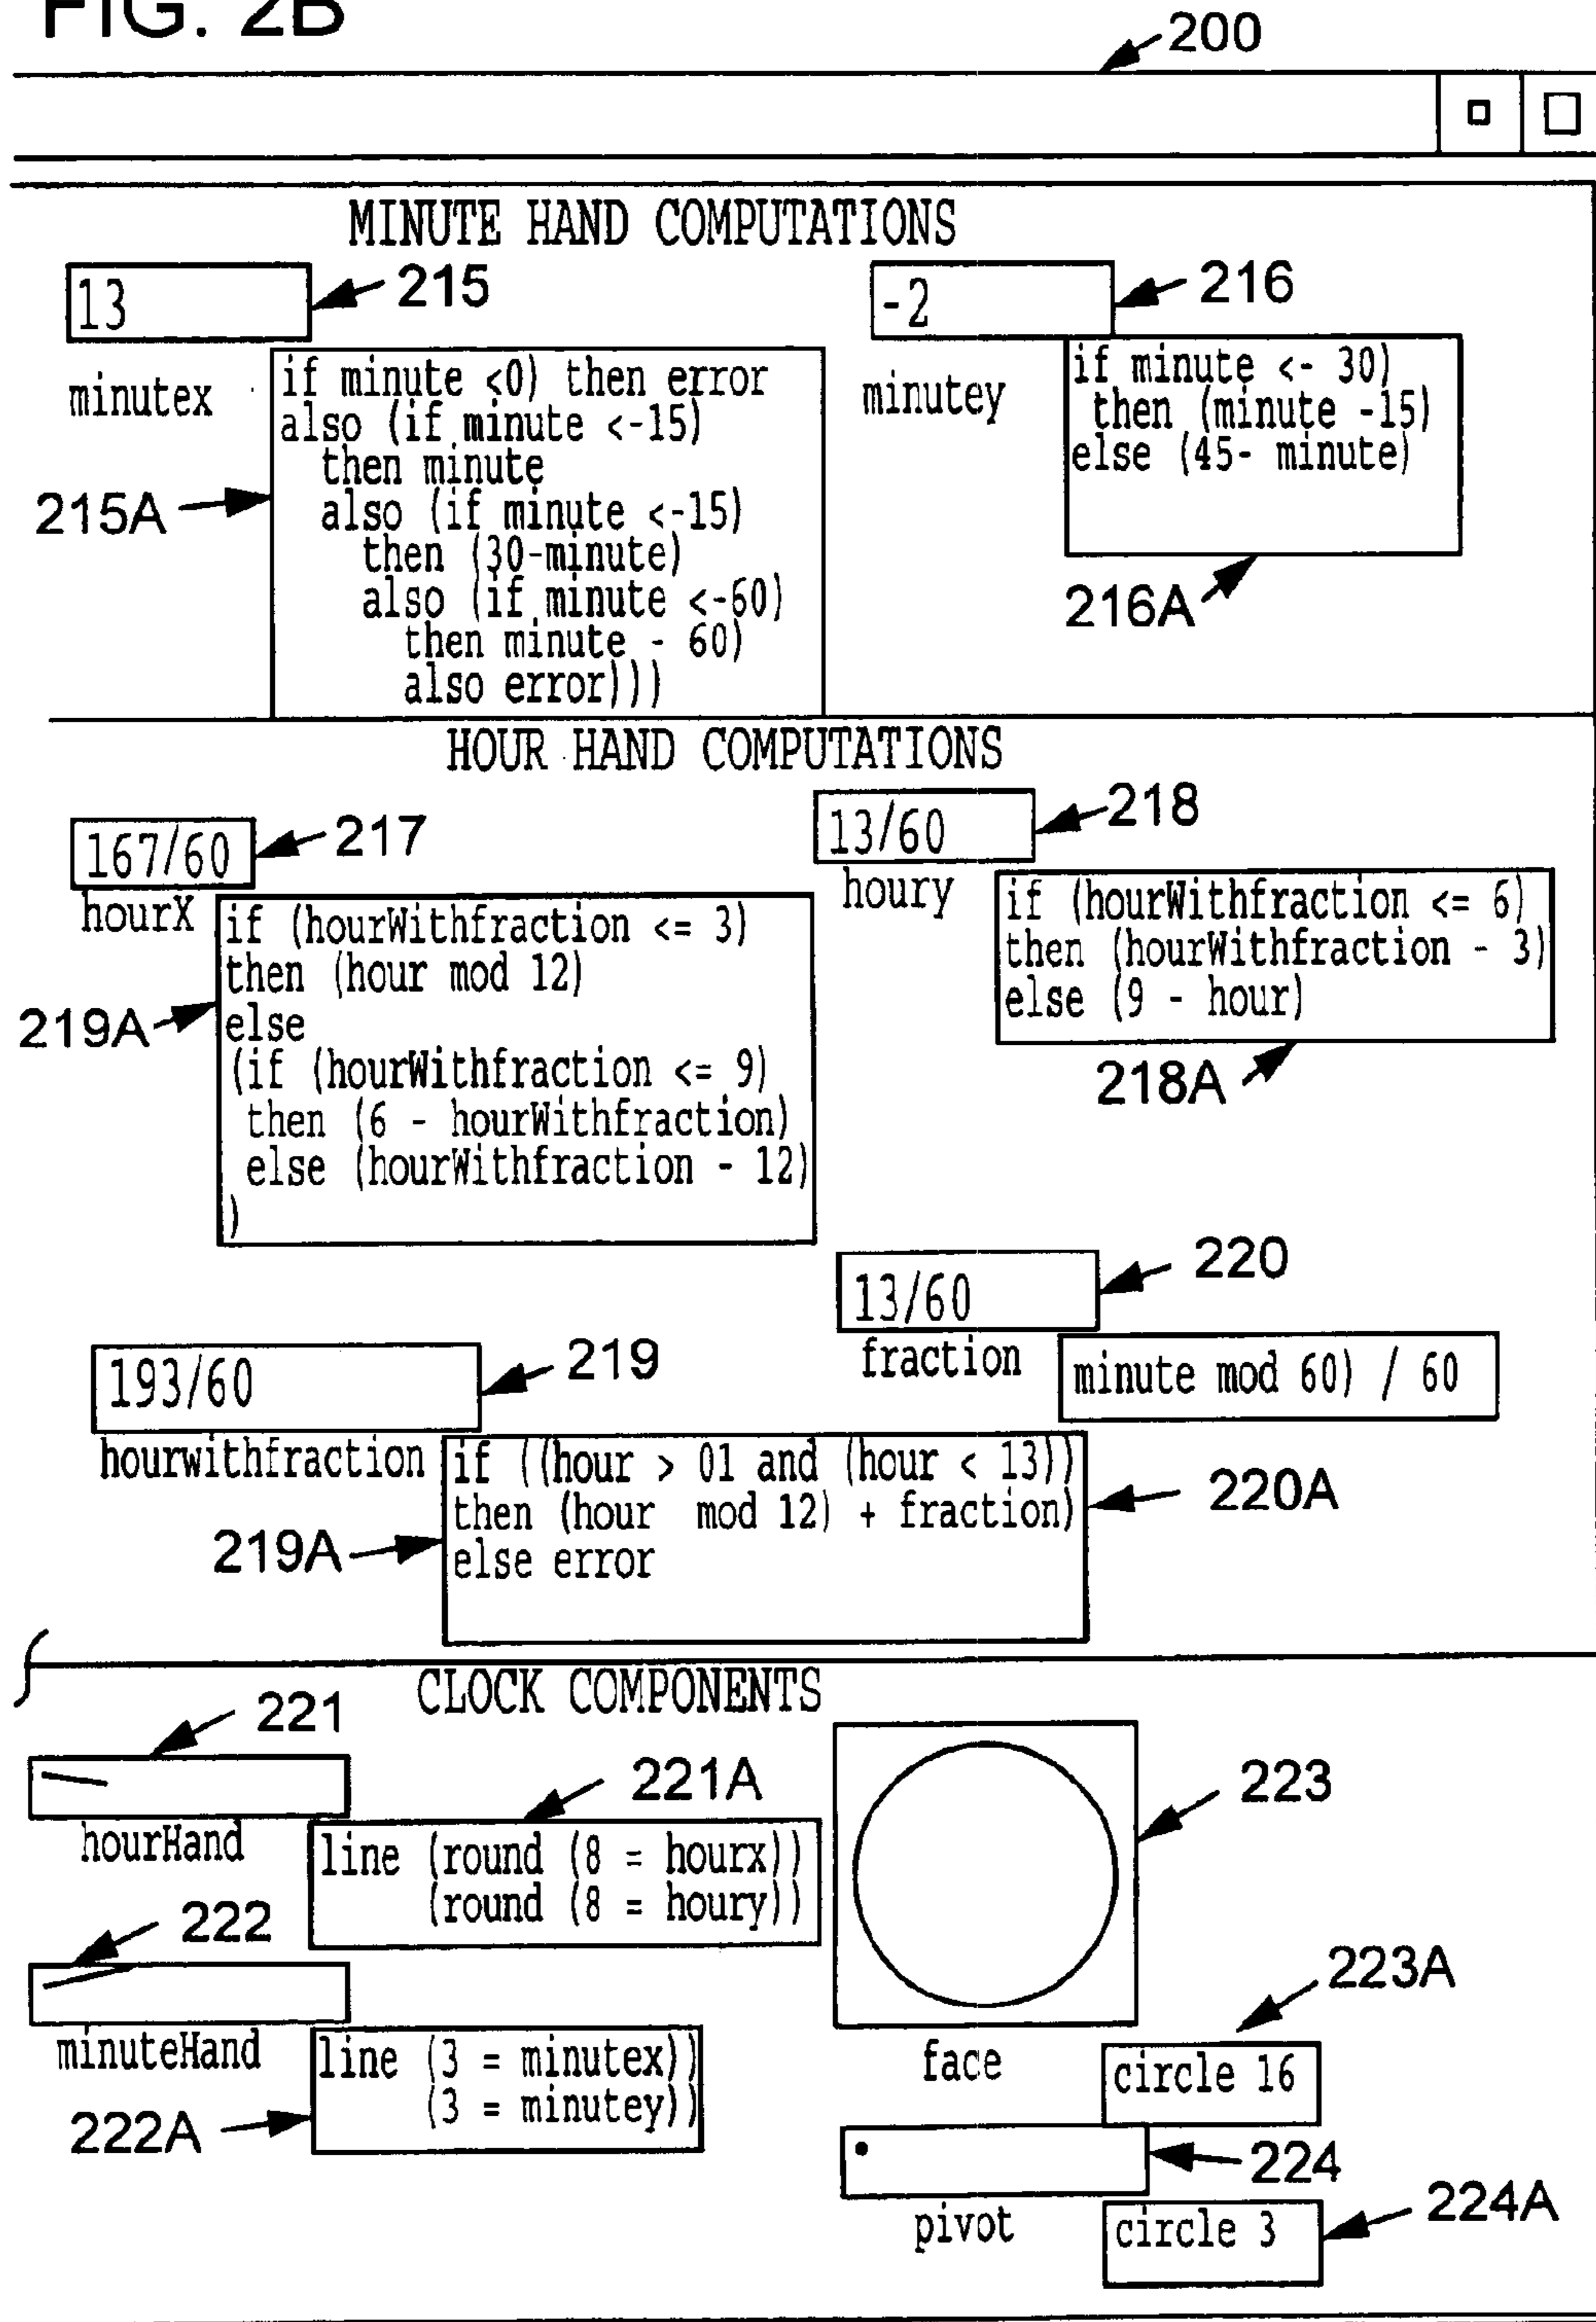 FIG. 2B
200
MINUTE HAND COMPUTATIONS
13
215
minutex
if minute <0) then error
also (if minute <-15)
then minute
also (if minute <-15)
then (30-minute)
also (if minute <-60)
then minute - 60)
also error)))
215A
-2
216
minutey
if minute <- 30)
then (minute -15)
else (45- minute)
216A
HOUR HAND COMPUTATIONS
167/60
217
hourX
if (hourWithfraction <= 3)
then (hour mod 12)
else
(if (hourWithfraction <= 9)
then (6 - hourWithfraction)
else (hourWithfraction - 12)
)
219A
13/60
218
houry
if (hourWithfraction <= 6)
then (hourWithfraction - 3)
else (9 - hour)
218A
13/60
220
fraction
minute mod 60) / 60
193/60
219
hourwithfraction
if ((hour > 01 and (hour < 13))
then (hour mod 12) + fraction)
else error
219A
220A
CLOCK COMPONENTS
221
hourHand
221A
line (round (8 = hourx))
(round (8 = houry))
222
minuteHand
line (3 = minutex))
(3 = minutey))
222A
223
face
223A
circle 16
224
pivot
circle 3
224A